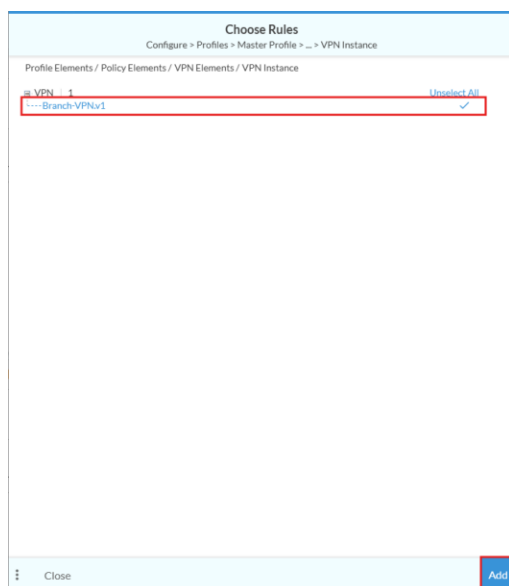 Choose Rules
Configure > Profiles > Master Profile > ... > VPN Instance
Profile Elements / Policy Elements / VPN Elements / VPN Instance
VPN | 1 Unselect All
Branch-VPN.v1
Close Add